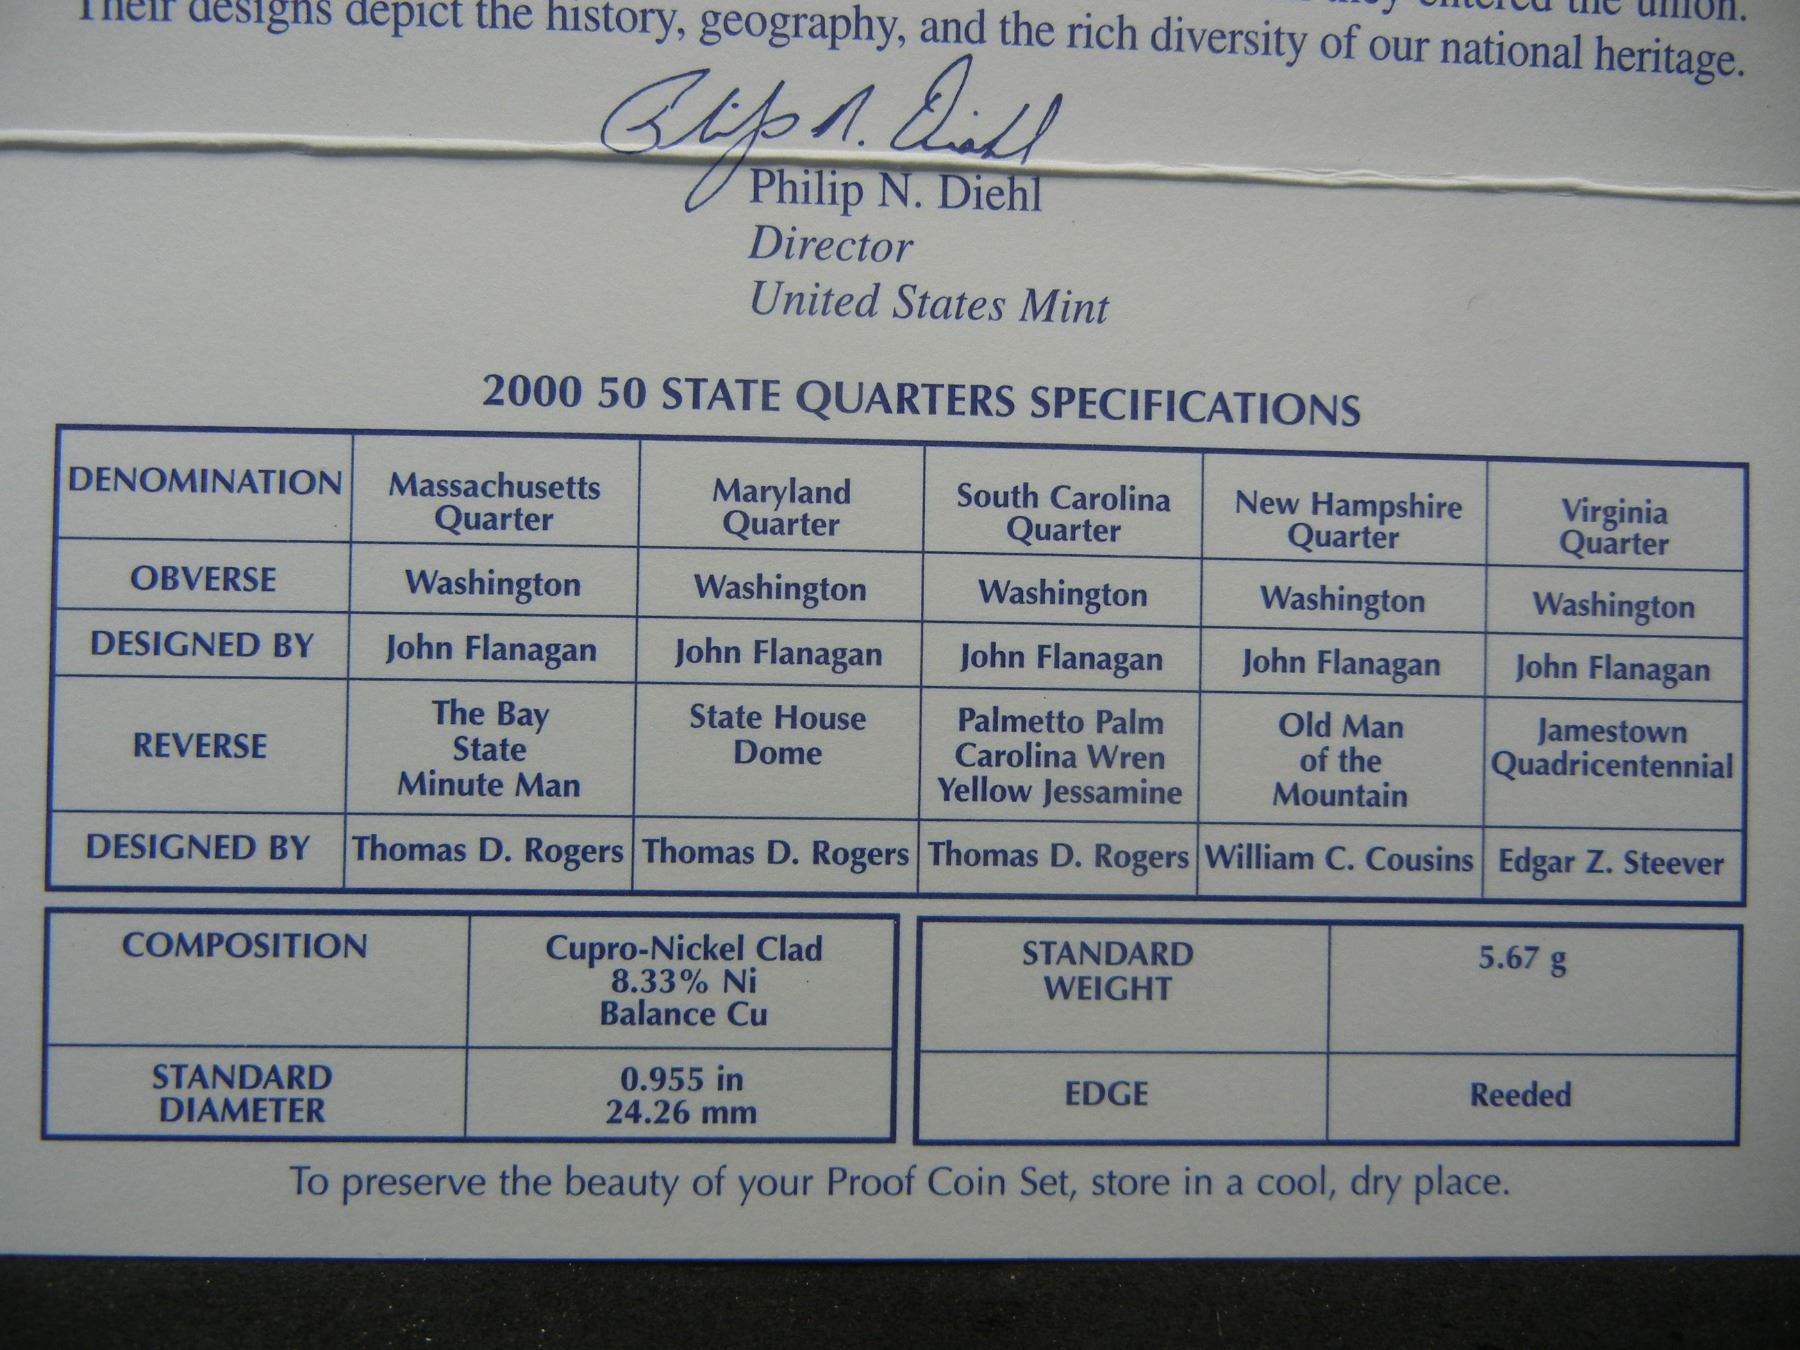 Their designs depict the history, geography, and the rich diversity of our national heritage.
they entered the union.
Philip N. Diehl
Philip N. Diehl
Director
United States Mint
2000 50 STATE QUARTERS SPECIFICATIONS
DENOMINATION Massachusetts Quarter Maryland Quarter South Carolina Quarter New Hampshire Quarter Virginia Quarter
OBVERSE Washington Washington Washington Washington Washington
DESIGNED BY John Flanagan John Flanagan John Flanagan John Flanagan John Flanagan
REVERSE The Bay State Minute Man State House Dome Palmetto Palm Carolina Wren Yellow Jessamine Old Man of the Mountain Jamestown Quadricentennial
DESIGNED BY Thomas D. Rogers Thomas D. Rogers Thomas D. Rogers William C. Cousins Edgar Z. Steever
COMPOSITION Cupro-Nickel Clad 8.33% Ni Balance Cu
STANDARD DIAMETER 0.955 in 24.26 mm
STANDARD WEIGHT 5.67 g
EDGE Reeded
To preserve the beauty of your Proof Coin Set, store in a cool, dry place.